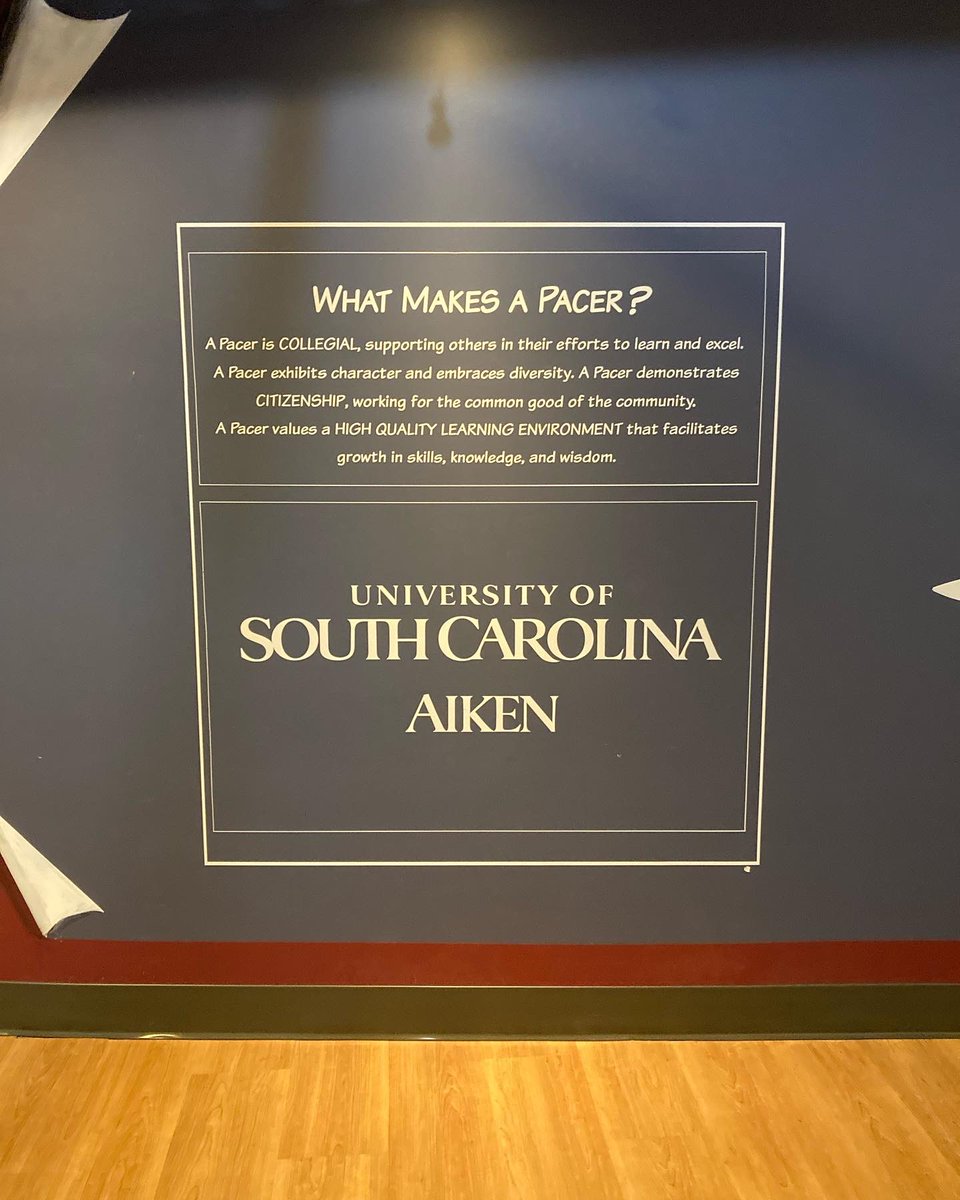 WHAT MAKES A PACER?
A Pacer is COLLEGIAL, supporting others in their efforts to learn and excel.
A Pacer exhibits character and embraces diversity. A Pacer demonstrates
CITIZENSHIP, working for the common good of the community.
A Pacer values a HIGH QUALITY LEARNING ENVIRONMENT that facilitates
growth in skills, knowledge, and wisdom.
UNIVERSITY OF
SOUTH CAROLINA
AIKEN